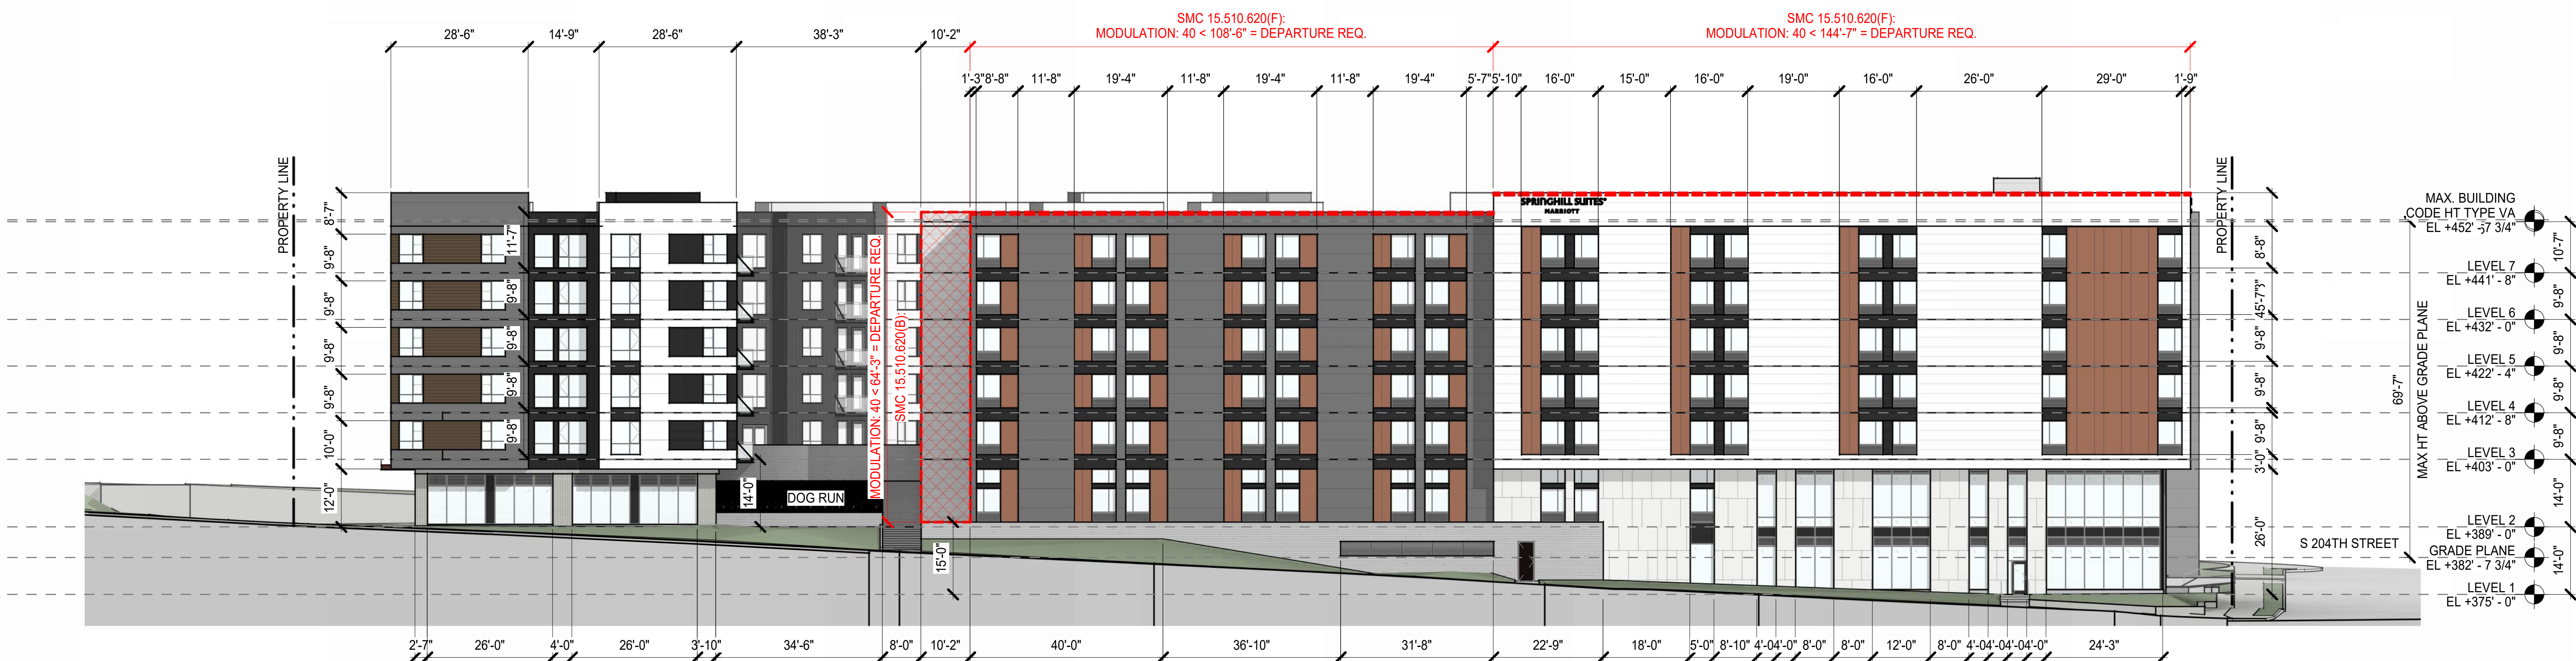 SMC 15.510.620(F):
MODULATION: 40 < 108'-6" = DEPARTURE REQ.
SMC 15.510.620(F):
MODULATION: 40 < 144'-7" = DEPARTURE REQ.
28'-6"
14'-9"
28'-6"
38'-3"
10'-2"
1'-3"
8'-8"
11'-8"
19'-4"
11'-8"
19'-4"
11'-8"
19'-4"
5'-7"
5'-10"
16'-0"
15'-0"
16'-0"
19'-0"
16'-0"
26'-0"
29'-0"
1'-9"
PROPERTY LINE
8'-7"
9'-8"
9'-8"
9'-8"
9'-8"
10'-0"
12'-0"
11'-7"
9'-8"
9'-8"
9'-8"
9'-8"
14'-0"
DOG RUN
MODULATION: 40 < 64'-3" = DEPARTURE REQ.
SMC 15.510.620(B):
15'-0"
SPRINGHILL SUITES
MARRIOTT
PROPERTY LINE
8'-8"
9'-8"
9'-8"
9'-8"
3'-0"
26'-0"
S 204TH STREET
69'-7"
MAX HT ABOVE GRADE PLANE
MAX. BUILDING
CODE HT TYPE VA
EL +452' -7 3/4"
LEVEL 7
EL +441' - 8"
LEVEL 6
EL +432' - 0"
LEVEL 5
EL +422' - 4"
LEVEL 4
EL +412' - 8"
LEVEL 3
EL +403' - 0"
LEVEL 2
EL +389' - 0"
GRADE PLANE
EL +382' - 7 3/4"
LEVEL 1
EL +375' - 0"
10'-7"
9'-8"
9'-8"
9'-8"
9'-8"
14'-0"
14'-0"
2'-7"
26'-0"
4'-0"
26'-0"
3'-10"
34'-6"
8'-0"
10'-2"
40'-0"
36'-10"
31'-8"
22'-9"
18'-0"
5'-0"
8'-10"
4'-0
4'-0"
8'-0"
8'-0"
12'-0"
8'-0"
4'-0
4'-0
4'-0
4'-0"
24'-3"